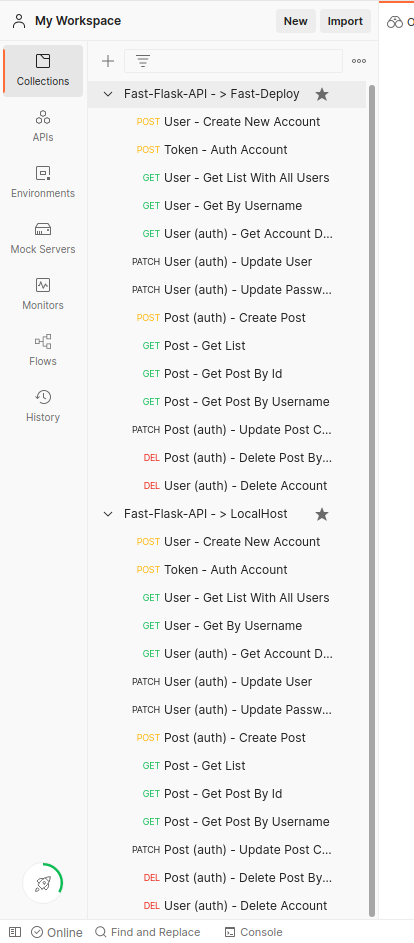 My Workspace
New
Import
Collections
APIs
Environments
Mock Servers
Monitors
Flows
History
Fast-Flask-API - > Fast-Deploy
POST User - Create New Account
POST Token - Auth Account
GET User - Get List With All Users
GET User - Get By Username
GET User (auth) - Get Account D...
PATCH User (auth) - Update User
PATCH User (auth) - Update Passw...
POST Post (auth) - Create Post
GET Post - Get List
GET Post - Get Post By Id
GET Post - Get Post By Username
PATCH Post (auth) - Update Post C...
DEL Post (auth) - Delete Post By...
DEL User (auth) - Delete Account
Fast-Flask-API - > LocalHost
POST User - Create New Account
POST Token - Auth Account
GET User - Get List With All Users
GET User - Get By Username
GET User (auth) - Get Account D...
PATCH User (auth) - Update User
PATCH User (auth) - Update Passw...
POST Post (auth) - Create Post
GET Post - Get List
GET Post - Get Post By Id
GET Post - Get Post By Username
PATCH Post (auth) - Update Post C...
DEL Post (auth) - Delete Post By...
DEL User (auth) - Delete Account
Online
Find and Replace
Console